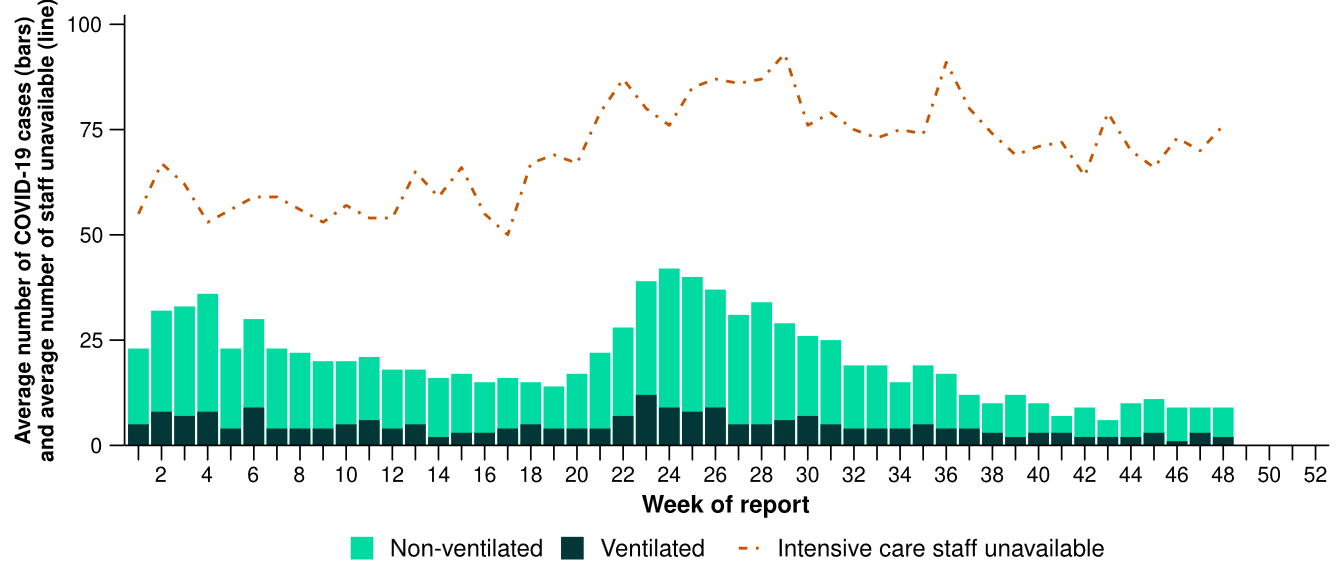 Average number of COVID-19 cases (bars)
and average number of staff unavailable (line)
100
75
50
25
0
2 4 6 8 10 12 14 16 18 20 22 24 26 28 30 32 34 36 38 40 42 44 46 48 50 52
Week of report
Non-ventilated Ventilated Intensive care staff unavailable